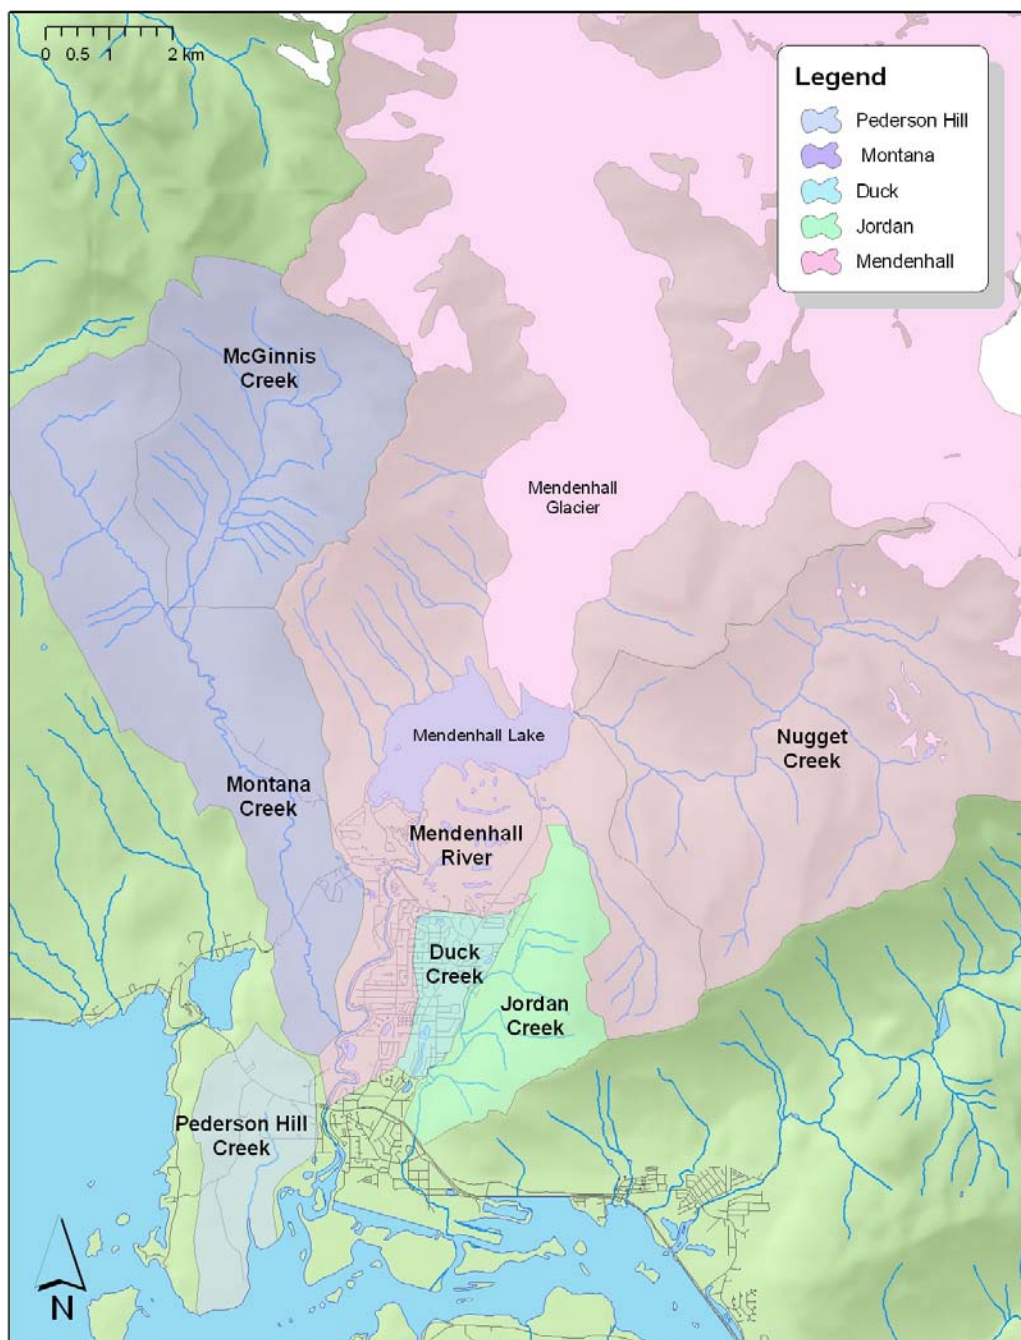 0 0.5 1 2 km
Legend
Pederson Hill
Montana
Duck
Jordan
Mendenhall
McGinnis
Creek
Mendenhall
Glacier
Mendenhall Lake
Nugget
Creek
Montana
Creek
Mendenhall
River
Duck
Creek
Jordan
Creek
Pederson Hill
Creek
N